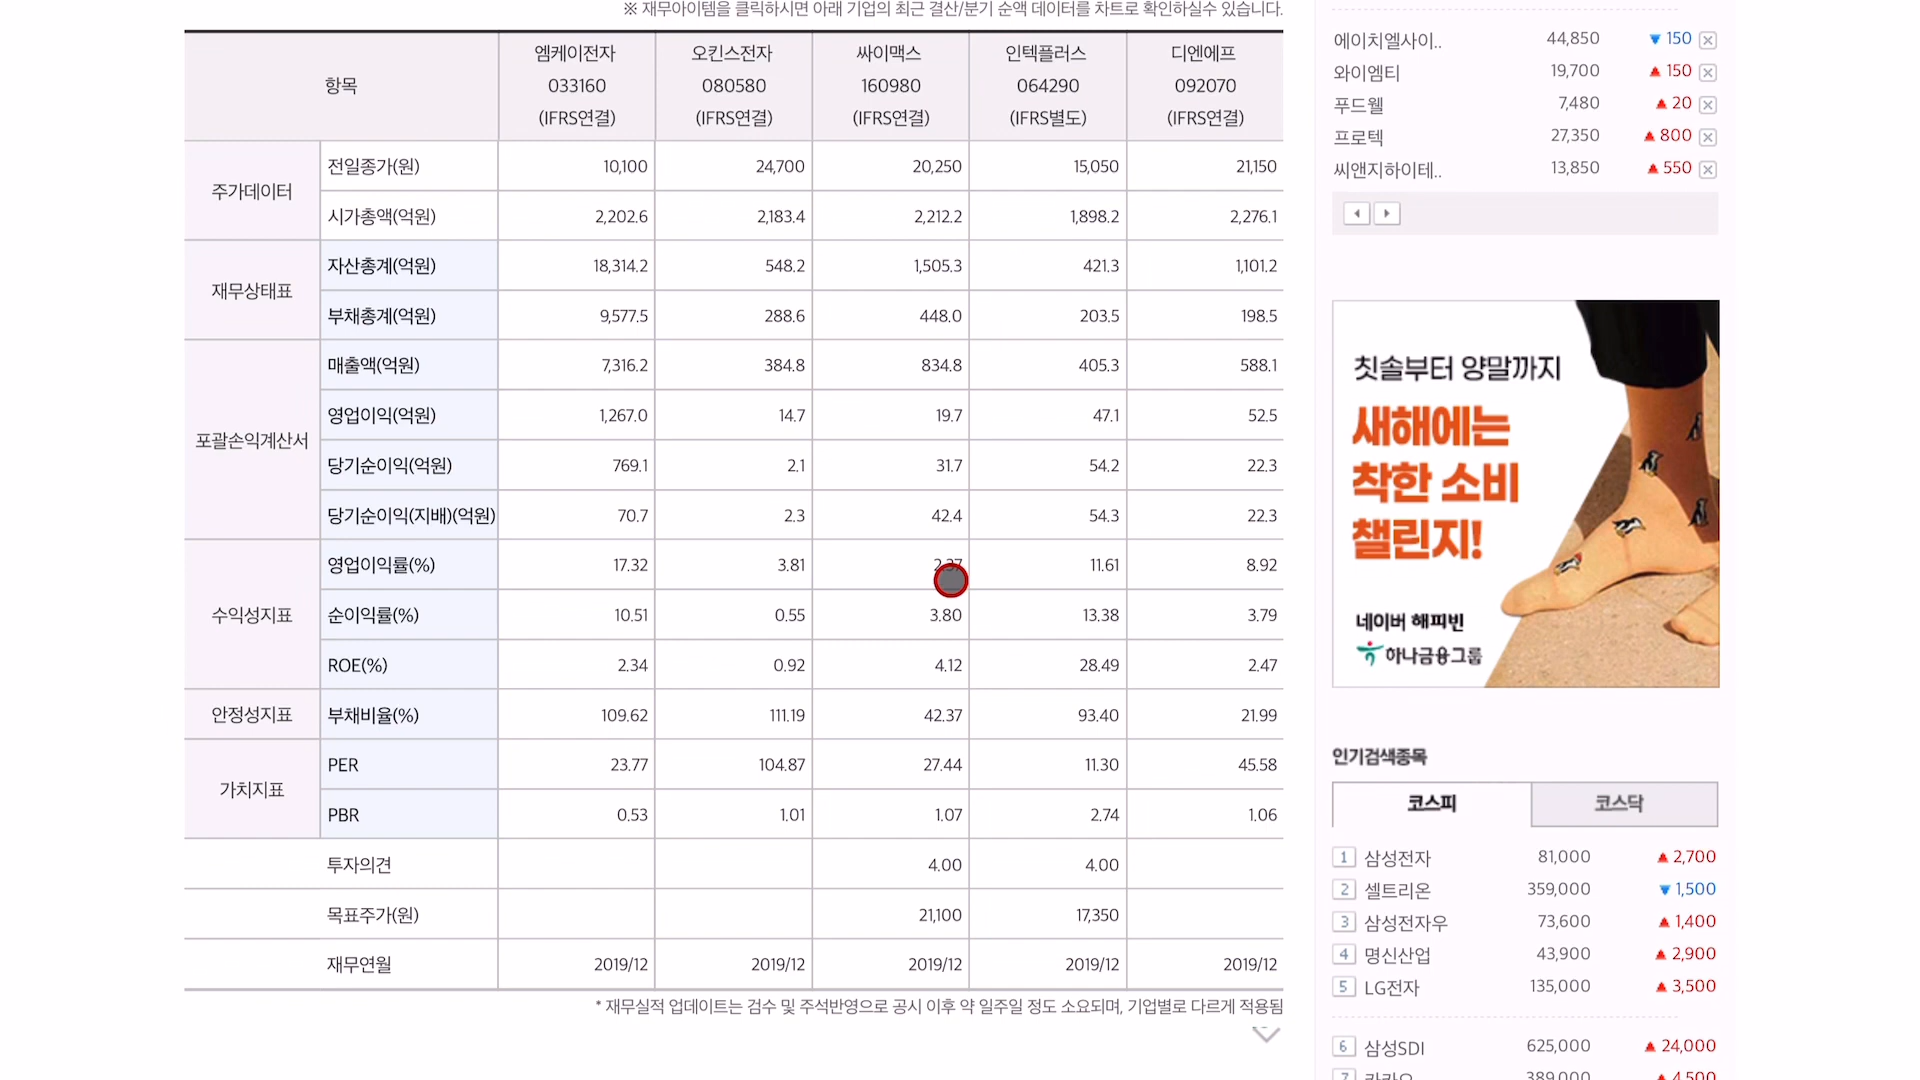 ※ 재무아이템을 클릭하시면 아래 기업의 최근 결산/분기 순액 데이터를 차트로 확인하실수 있습니다.
항목 엠케이전자 033160 (IFRS연결) 오킨스전자 080580 (IFRS연결) 싸이맥스 160980 (IFRS연결) 인텍플러스 064290 (IFRS별도) 디엔에프 092070 (IFRS연결)
주가데이터
전일종가(원) 10,100 24,700 20,250 15,050 21,150
시가총액(억원) 2,202.6 2,183.4 2,212.2 1,898.2 2,276.1
재무상태표
자산총계(억원) 18,314.2 548.2 1,505.3 421.3 1,101.2
부채총계(억원) 9,577.5 288.6 448.0 203.5 198.5
포괄손익계산서
매출액(억원) 7,316.2 384.8 834.8 405.3 588.1
영업이익(억원) 1,267.0 14.7 19.7 47.1 52.5
당기순이익(억원) 769.1 2.1 31.7 54.2 22.3
당기순이익(지배)(억원) 70.7 2.3 42.4 54.3 22.3
수익성지표
영업이익률(%) 17.32 3.81 11.61 8.92
순이익률(%) 10.51 0.55 3.80 13.38 3.79
ROE(%) 2.34 0.92 4.12 28.49 2.47
안정성지표
부채비율(%) 109.62 111.19 42.37 93.40 21.99
가치지표
PER 23.77 104.87 27.44 11.30 45.58
PBR 0.53 1.01 1.07 2.74 1.06
투자의견 4.00 4.00
목표주가(원) 21,100 17,350
재무연월 2019/12 2019/12 2019/12 2019/12 2019/12
* 재무실적 업데이트는 검수 및 주석반영으로 공시 이후 약 일주일 정도 소요되며, 기업별로 다르게 적용됨
에이치엘사이.. 44,850 ▼ 150
와이엠티 19,700 ▲ 150
푸드웰 7,480 ▲ 20
프로텍 27,350 ▲ 800
씨앤지하이테.. 13,850 ▲ 550
칫솔부터 양말까지
새해에는
착한 소비
챌린지!
네이버 해피빈
하나금융그룹
인기검색종목
코스피 코스닥
1 삼성전자 81,000 ▲ 2,700
2 셀트리온 359,000 ▼ 1,500
3 삼성전자우 73,600 ▲ 1,400
4 명신산업 43,900 ▲ 2,900
5 LG전자 135,000 ▲ 3,500
6 삼성SDI 625,000 ▲ 24,000